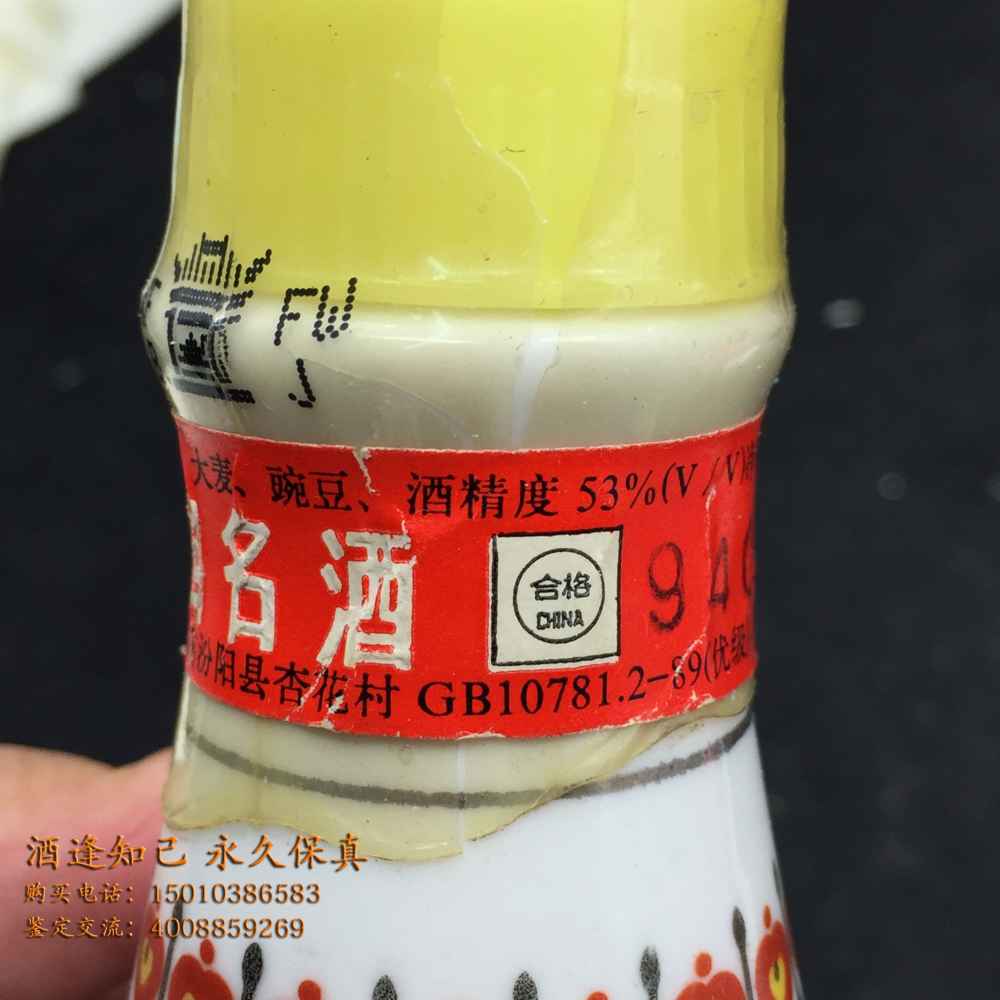 FW
大麦、豌豆、酒精度 53%(V/V)
名酒
合格
CHINA
94
汾阳县杏花村 GB10781.2-89(优级
酒逢知己 永久保真
购买电话：15010386583
鉴定交流：4008859269